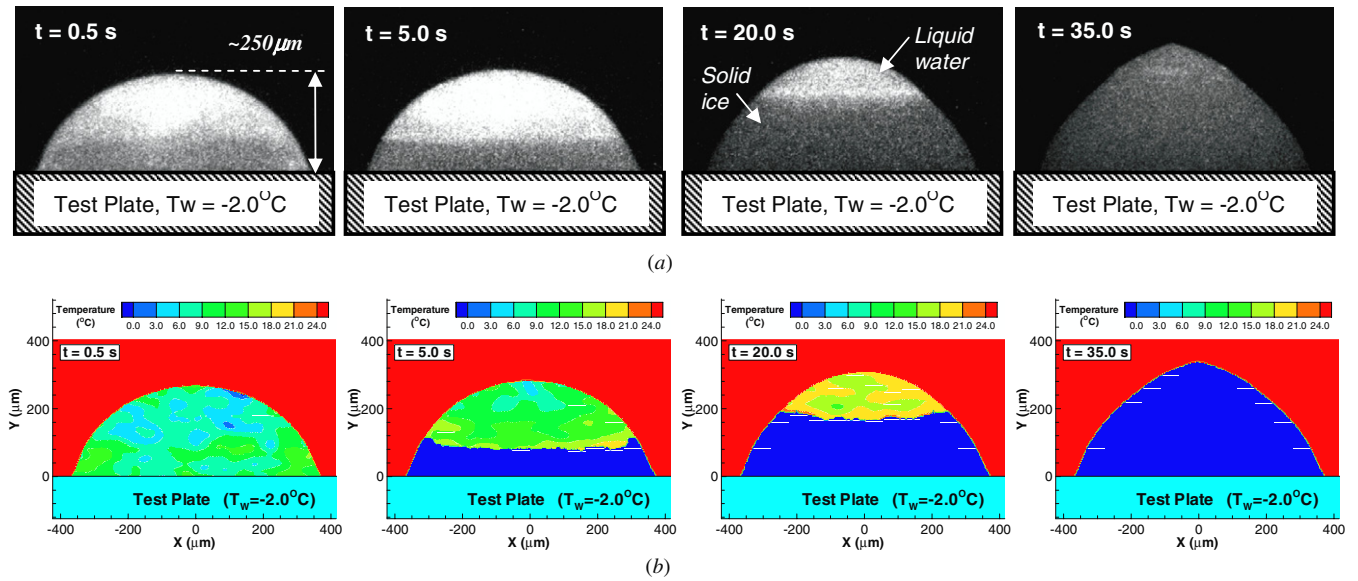 t = 0.5 s
~250μm
Test Plate, Tw = -2.0°C
t = 5.0 s
Test Plate, Tw = -2.0°C
t = 20.0 s
Liquid
water
Solid
ice
Test Plate, Tw = -2.0°C
t = 35.0 s
Test Plate, Tw = -2.0°C
(a)
Temperature
(°C)
0.0 3.0 6.0 9.0 12.0 15.0 18.0 21.0 24.0
t = 0.5 s
400
200
0
Y (μm)
Test Plate (Tw=-2.0°C)
-400 -200 0 200 400
X (μm)
Temperature
(°C)
0.0 3.0 6.0 9.0 12.0 15.0 18.0 21.0 24.0
t = 5.0 s
400
200
0
Y (μm)
Test Plate (Tw=-2.0°C)
-400 -200 0 200 400
X (μm)
Temperature
(°C)
0.0 3.0 6.0 9.0 12.0 15.0 18.0 21.0 24.0
t = 20.0 s
400
200
0
Y (μm)
Test Plate (Tw=-2.0°C)
-400 -200 0 200 400
X (μm)
Temperature
(°C)
0.0 3.0 6.0 9.0 12.0 15.0 18.0 21.0 24.0
t = 35.0 s
400
200
0
Y (μm)
Test Plate (Tw=-2.0°C)
-400 -200 0 200 400
X (μm)
(b)